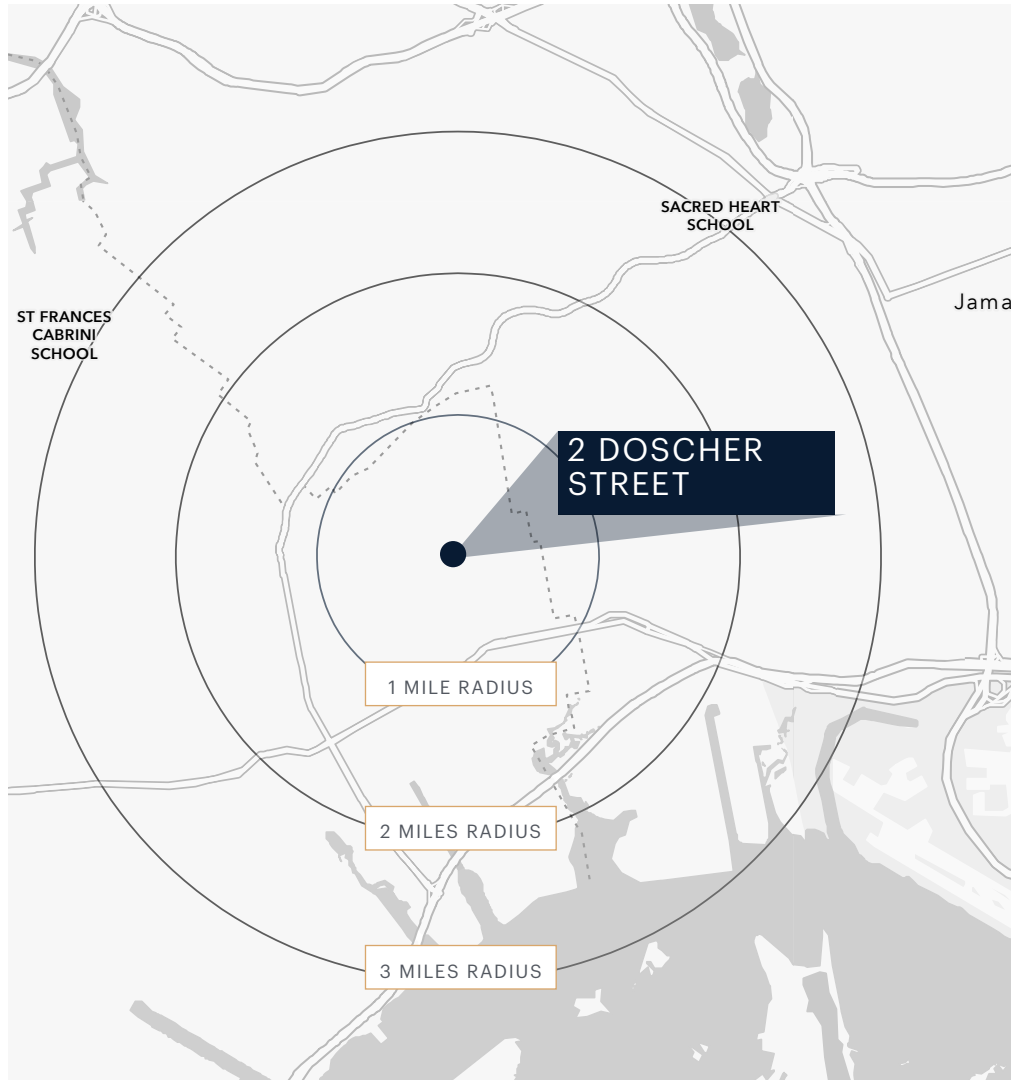 SACRED HEART
SCHOOL
Jama
ST FRANCES
CABRINI
SCHOOL
2 DOSCHER
STREET
1 MILE RADIUS
2 MILES RADIUS
3 MILES RADIUS